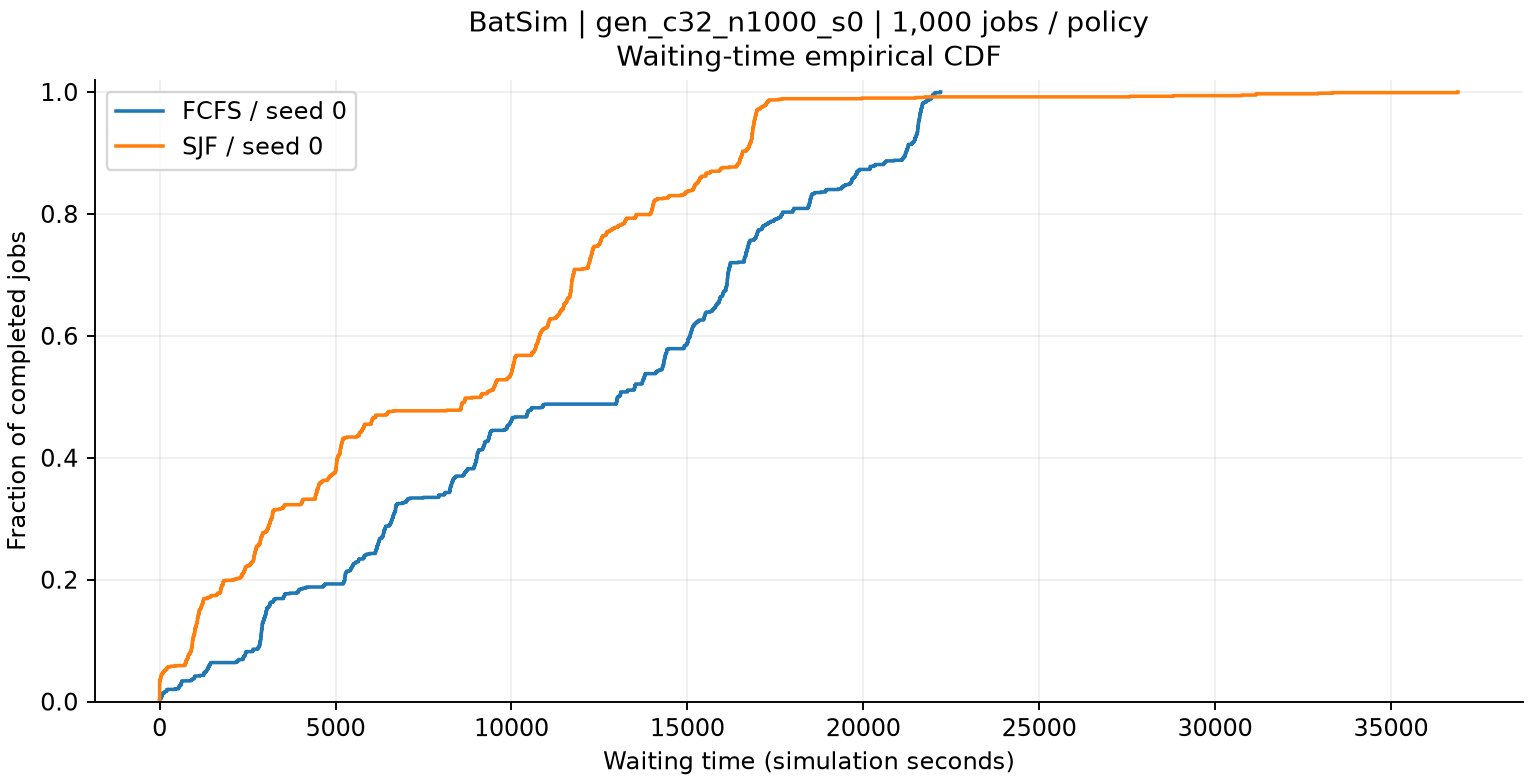 BatSim | gen_c32_n1000_s0 | 1,000 jobs / policy
Waiting-time empirical CDF
FCFS / seed 0
SJF / seed 0
Fraction of completed jobs
1.0
0.8
0.6
0.4
0.2
0.0
0 5000 10000 15000 20000 25000 30000 35000
Waiting time (simulation seconds)